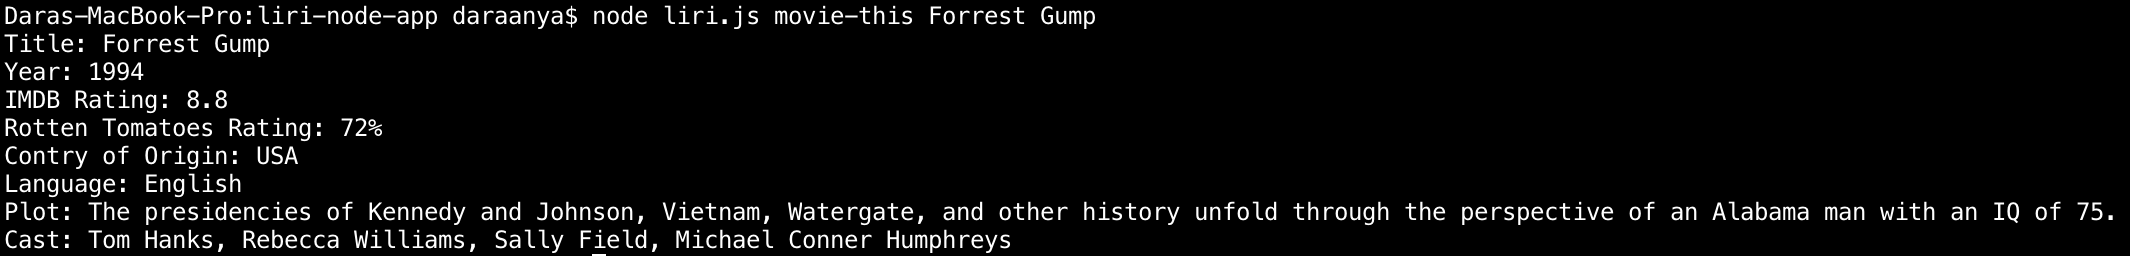 Daras-MacBook-Pro:liri-node-app daraanya$ node liri.js movie-this Forrest Gump
Title: Forrest Gump
Year: 1994
IMDB Rating: 8.8
Rotten Tomatoes Rating: 72%
Contry of Origin: USA
Language: English
Plot: The presidencies of Kennedy and Johnson, Vietnam, Watergate, and other history unfold through the perspective of an Alabama man with an IQ of 75.
Cast: Tom Hanks, Rebecca Williams, Sally Field, Michael Conner Humphreys